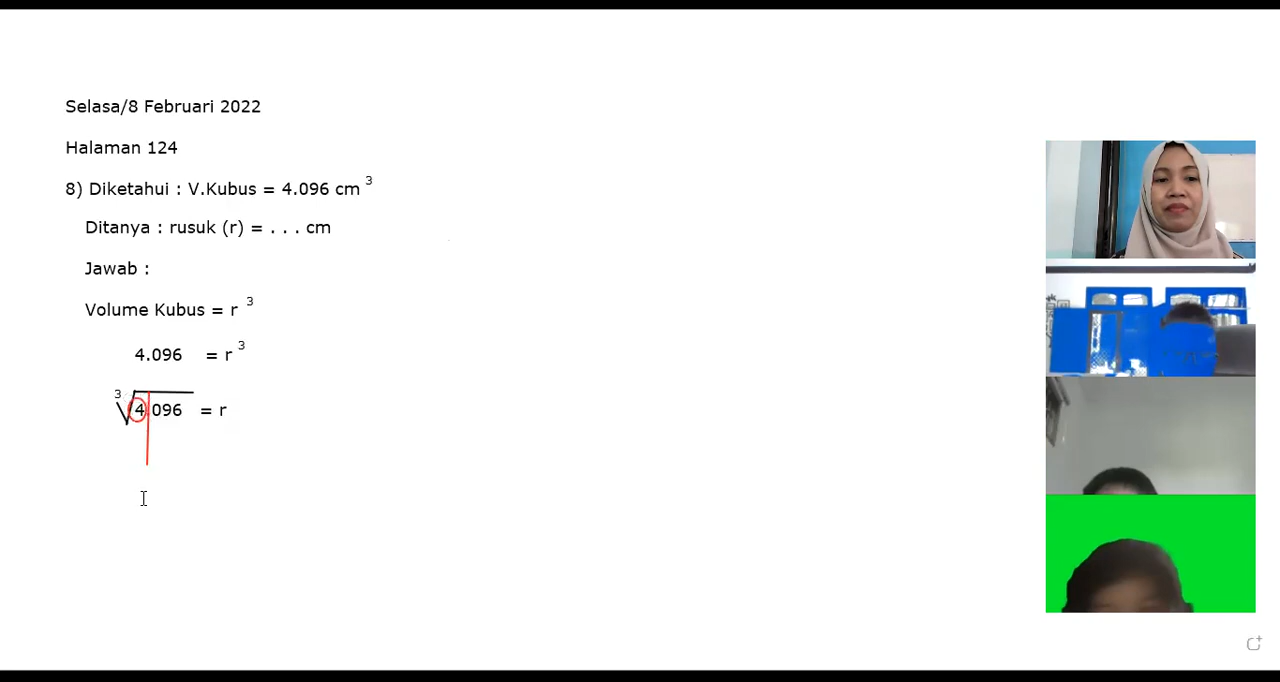 Selasa/8 Februari 2022
Halaman 124
8) Diketahui : V.Kubus = 4.096 cm ³
Ditanya : rusuk (r) = . . . cm
Jawab :
Volume Kubus = r ³
4.096 = r ³
³√4.096 = r